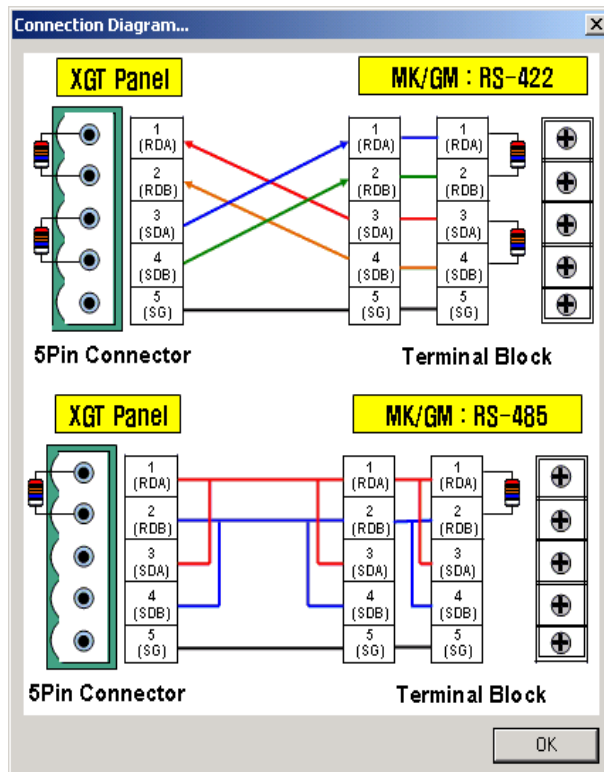 Connection Diagram...
XGT Panel
MK/GM : RS-422
1
(RDA)
2
(RDB)
3
(SDA)
4
(SDB)
5
(SG)
1
(RDA)
2
(RDB)
3
(SDA)
4
(SDB)
5
(SG)
1
(RDA)
2
(RDB)
3
(SDA)
4
(SDB)
5
(SG)
5Pin Connector
Terminal Block
XGT Panel
MK/GM : RS-485
1
(RDA)
2
(RDB)
3
(SDA)
4
(SDB)
5
(SG)
1
(RDA)
2
(RDB)
3
(SDA)
4
(SDB)
5
(SG)
1
(RDA)
2
(RDB)
3
(SDA)
4
(SDB)
5
(SG)
5Pin Connector
Terminal Block
OK